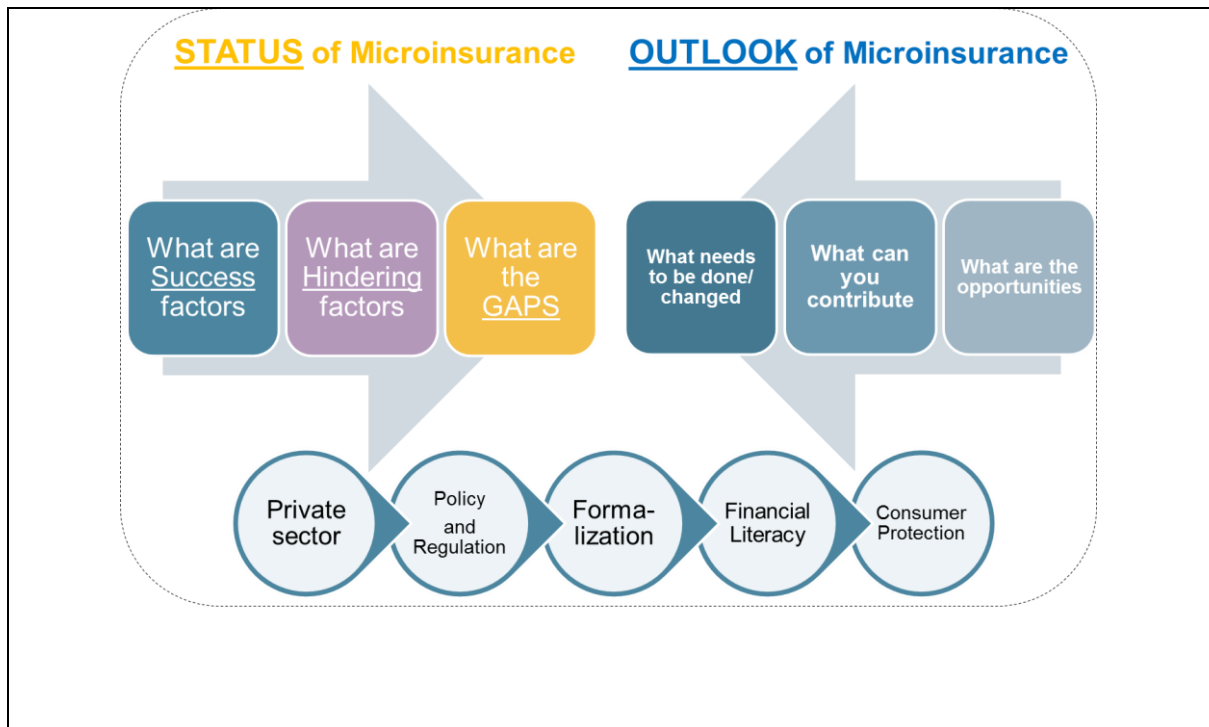 STATUS of Microinsurance
OUTLOOK of Microinsurance
What are
Success
factors
What are
Hindering
factors
What are
the
GAPS
What needs
to be done/
changed
What can
you
contribute
What are the
opportunities
Private
sector
Policy
and
Regulation
Forma-
lization
Financial
Literacy
Consumer
Protection